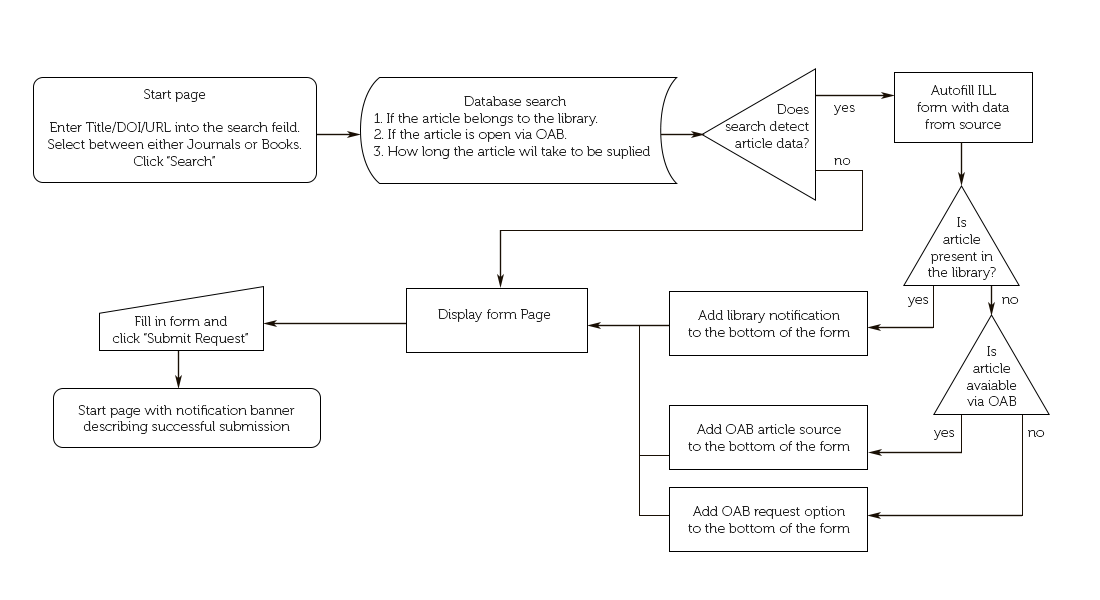 Start page
Enter Title/DOI/URL into the search feild.
Select between either Journals or Books.
Click "Search"
Database search
1. If the article belongs to the library.
2. If the article is open via OAB.
3. How long the article wil take to be suplied
Does
search detect
article data?
yes
no
Autofill ILL
form with data
from source
Is
article
present in
the library?
yes
no
Add library notification
to the bottom of the form
Display form Page
Fill in form and
click "Submit Request"
Start page with notification banner
describing successful submission
Is
article
avaiable
via OAB
yes
no
Add OAB article source
to the bottom of the form
Add OAB request option
to the bottom of the form